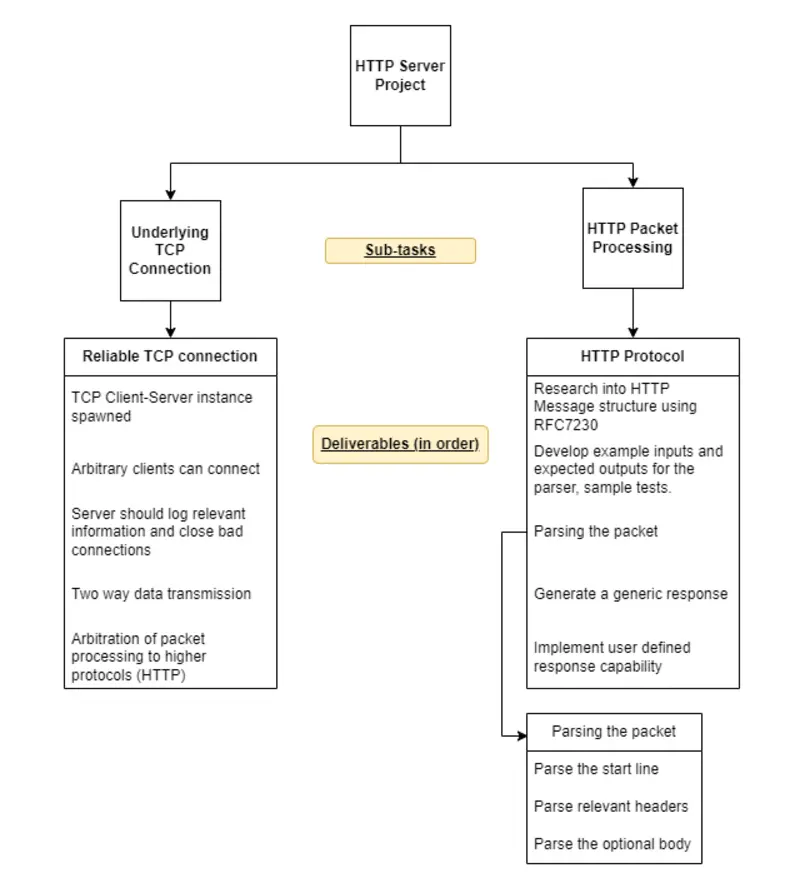 HTTP Server
Project
Underlying
TCP
Connection
Sub-tasks
HTTP Packet
Processing
Reliable TCP connection
TCP Client-Server instance
spawned
Arbitrary clients can connect
Server should log relevant
information and close bad
connections
Two way data transmission
Arbitration of packet
processing to higher
protocols (HTTP)
Deliverables (in order)
HTTP Protocol
Research into HTTP
Message structure using
RFC7230
Develop example inputs and
expected outputs for the
parser, sample tests.
Parsing the packet
Generate a generic response
Implement user defined
response capability
Parsing the packet
Parse the start line
Parse relevant headers
Parse the optional body